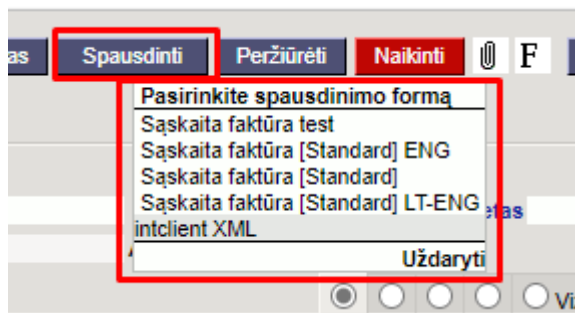 as Spausdinti Peržiūrėti Naikinti F
Pasirinkite spausdinimo formą
Sąskaita faktūra test
Sąskaita faktūra [Standard] ENG
Sąskaita faktūra [Standard]
Sąskaita faktūra [Standard] LT-ENG
etas
intclient XML
Uždaryti